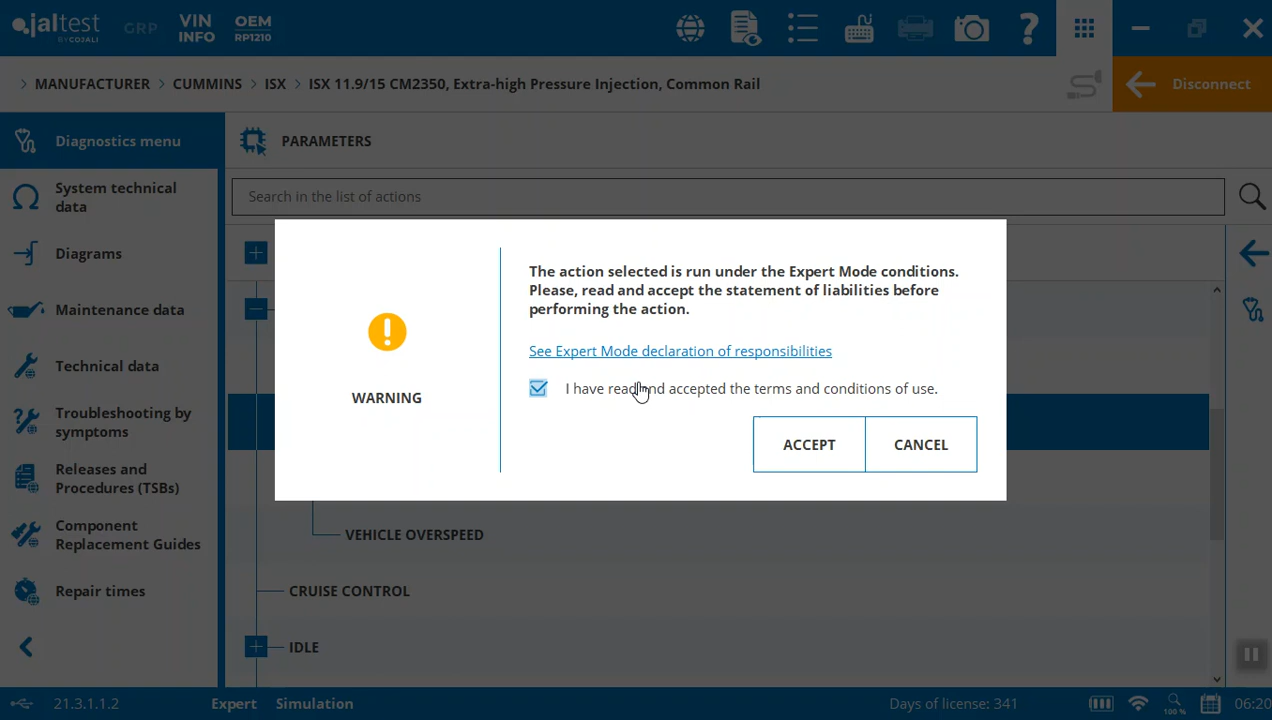 jaltest
BY COJALI
GRP
VIN
INFO
OEM
RP1210
?
> MANUFACTURER > CUMMINS > ISX > ISX 11.9/15 CM2350, Extra-high Pressure Injection, Common Rail
Disconnect
Diagnostics menu
PARAMETERS
System technical
data
Search in the list of actions
Diagrams
Maintenance data
Technical data
Troubleshooting by
symptoms
Releases and
Procedures (TSBs)
Component
Replacement Guides
Repair times
The action selected is run under the Expert Mode conditions.
Please, read and accept the statement of liabilities before
performing the action.
WARNING
See Expert Mode declaration of responsibilities
I have read and accepted the terms and conditions of use.
ACCEPT
CANCEL
VEHICLE OVERSPEED
CRUISE CONTROL
IDLE
21.3.1.1.2
Expert
Simulation
Days of license: 341
100 %
06:20